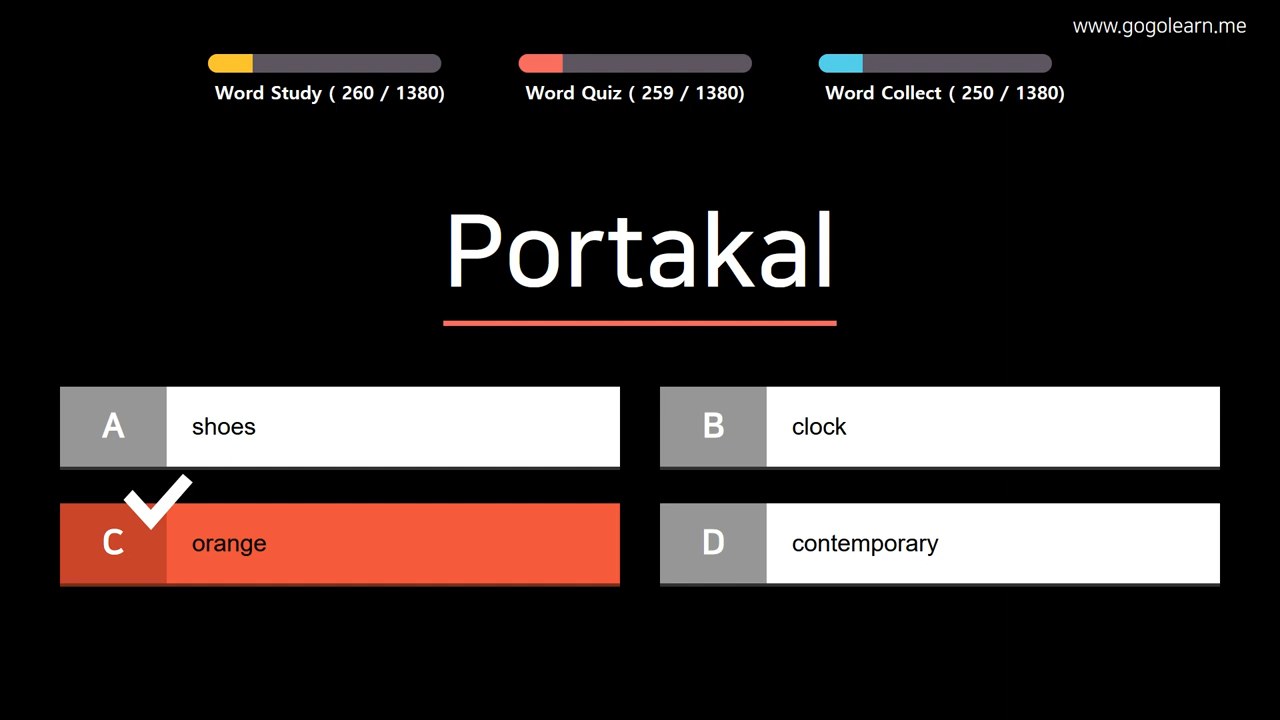 www.gogolearn.me
Word Study ( 260 / 1380)
Word Quiz ( 259 / 1380)
Word Collect ( 250 / 1380)
Portakal
A shoes
B clock
C orange
D contemporary